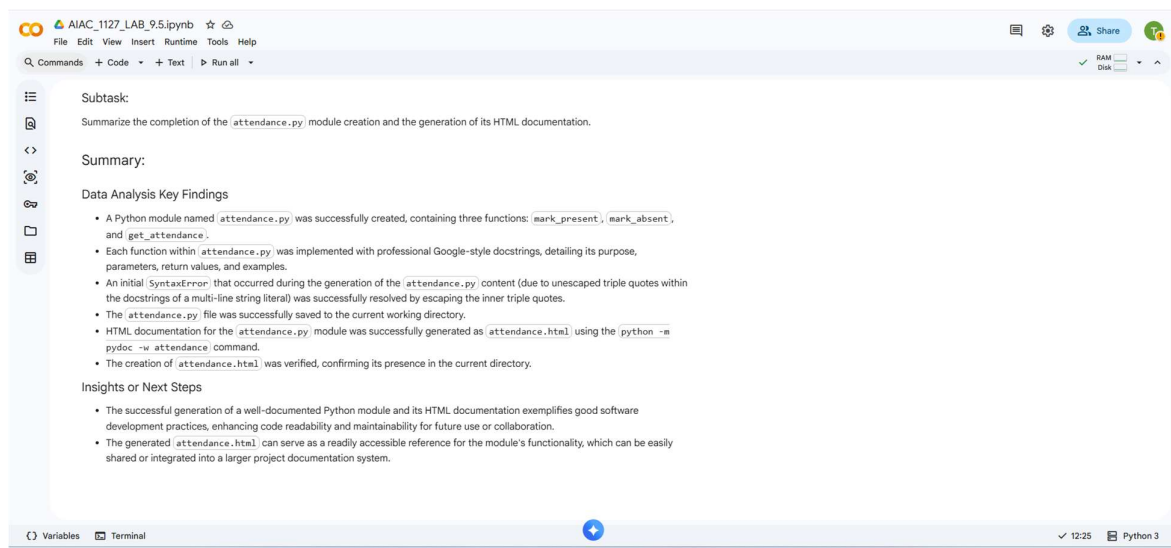 AIAC_1127_LAB_9.5.ipynb
File Edit View Insert Runtime Tools Help
Share
T
Commands + Code + Text Run all
RAM
Disk
Subtask:
Summarize the completion of the attendance.py module creation and the generation of its HTML documentation.
Summary:
Data Analysis Key Findings
• A Python module named attendance.py was successfully created, containing three functions: mark_present, mark_absent,
and get_attendance.
• Each function within attendance.py was implemented with professional Google-style docstrings, detailing its purpose,
parameters, return values, and examples.
• An initial SyntaxError that occurred during the generation of the attendance.py content (due to unescaped triple quotes within
the docstrings of a multi-line string literal) was successfully resolved by escaping the inner triple quotes.
• The attendance.py file was successfully saved to the current working directory.
• HTML documentation for the attendance.py module was successfully generated as attendance.html using the python -m
pydoc -w attendance command.
• The creation of attendance.html was verified, confirming its presence in the current directory.
Insights or Next Steps
• The successful generation of a well-documented Python module and its HTML documentation exemplifies good software
development practices, enhancing code readability and maintainability for future use or collaboration.
• The generated attendance.html can serve as a readily accessible reference for the module's functionality, which can be easily
shared or integrated into a larger project documentation system.
{} Variables Terminal
12:25 Python 3